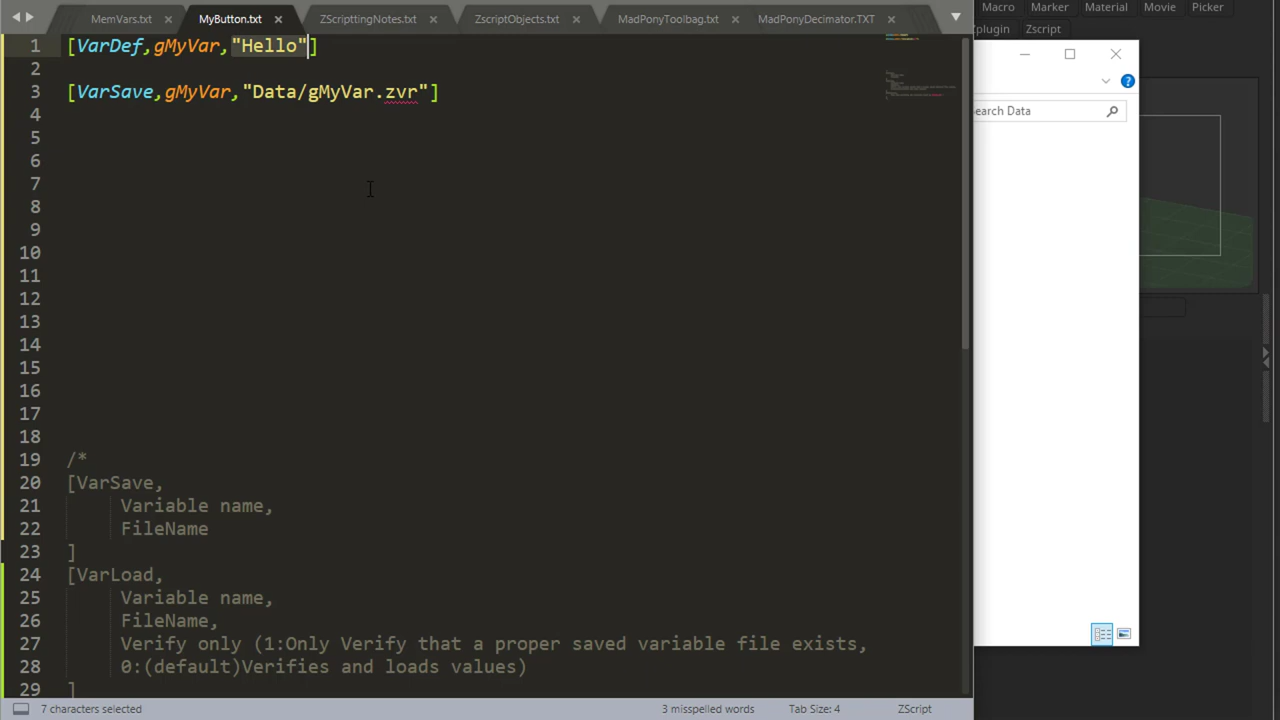 MemVars.txt × MyButton.txt × ZScripttingNotes.txt × ZscriptObjects.txt × MadPonyToolbag.txt × MadPonyDecimator.TXT ×
Macro Marker Material Movie Picker
Zscript
1 [VarDef,gMyVar,"Hello"]
2
3 [VarSave,gMyVar,"Data/gMyVar.zvr"]
4
5
6
7
8
9
10
11
12
13
14
15
16
17
18
19 /*
20 [VarSave,
21 Variable name,
22 FileName
23 ]
24 [VarLoad,
25 Variable name,
26 FileName,
27 Verify only (1:Only Verify that a proper saved variable file exists,
28 0:(default)Verifies and loads values)
29 ]
Data
7 characters selected 3 misspelled words Tab Size: 4 ZScript